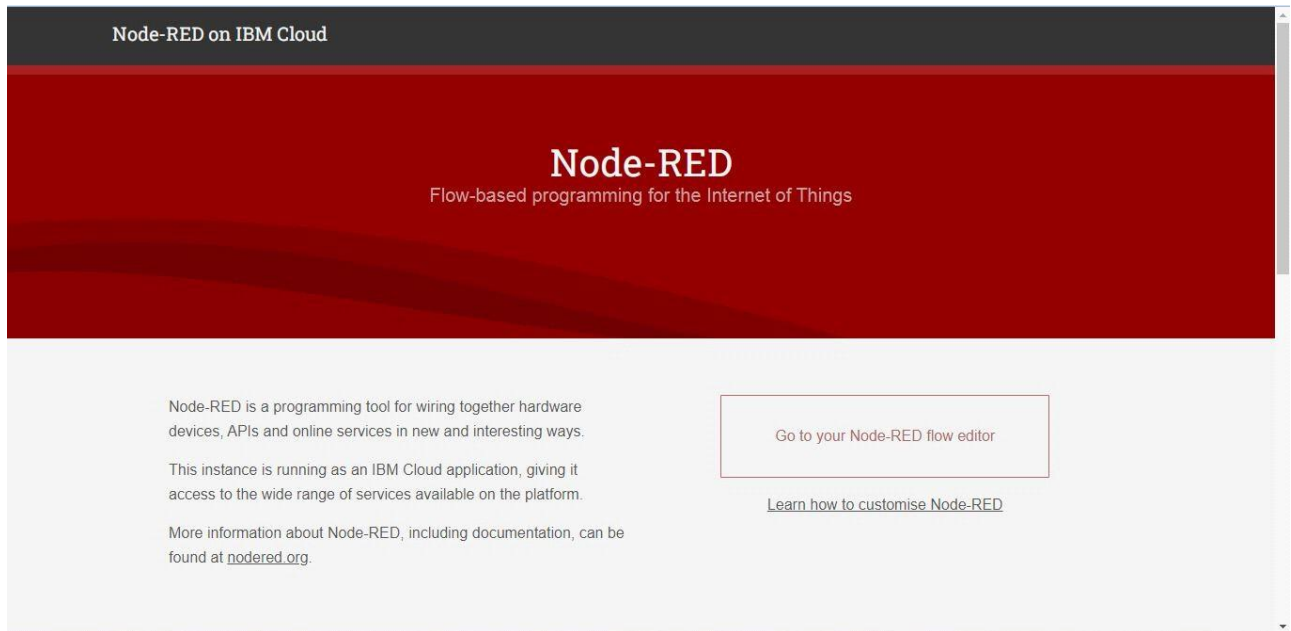 Node-RED on IBM Cloud
Node-RED
Flow-based programming for the Internet of Things
Node-RED is a programming tool for wiring together hardware
devices, APIs and online services in new and interesting ways.
This instance is running as an IBM Cloud application, giving it
access to the wide range of services available on the platform.
More information about Node-RED, including documentation, can be
found at nodered.org.
Go to your Node-RED flow editor
Learn how to customise Node-RED